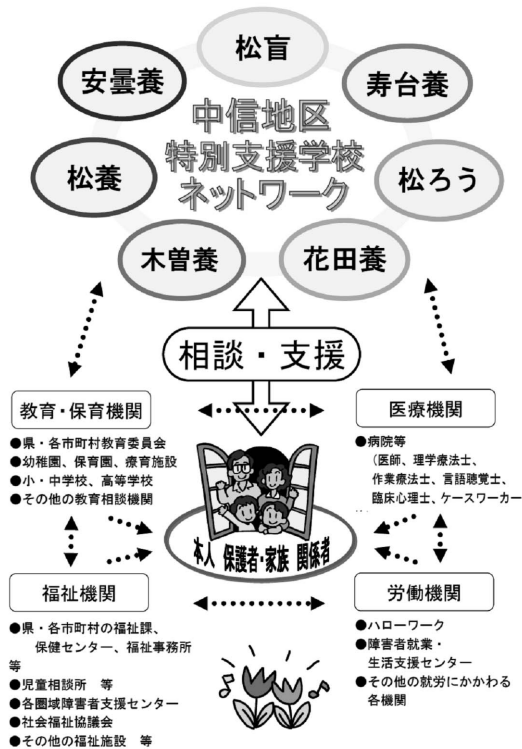 松盲
安曇養
寿台養
中信地区
特別支援学校
ネットワーク
松養
松ろう
木曽養
花田養
相談・支援
教育・保育機関
●県・各市町村教育委員会
●幼稚園、保育園、療育施設
●小・中学校、高等学校
●その他の教育相談機関
医療機関
●病院等
（医師、理学療法士、
作業療法士、言語聴覚士、
臨床心理士、ケースワーカー
本人 保護者・家族 関係者
福祉機関
●県・各市町村の福祉課、
保健センター、福祉事務所
等
●児童相談所　等
●各圏域障害者支援センター
●社会福祉協議会
●その他の福祉施設　等
労働機関
●ハローワーク
●障害者就業・
生活支援センター
●その他の就労にかかわる
各機関